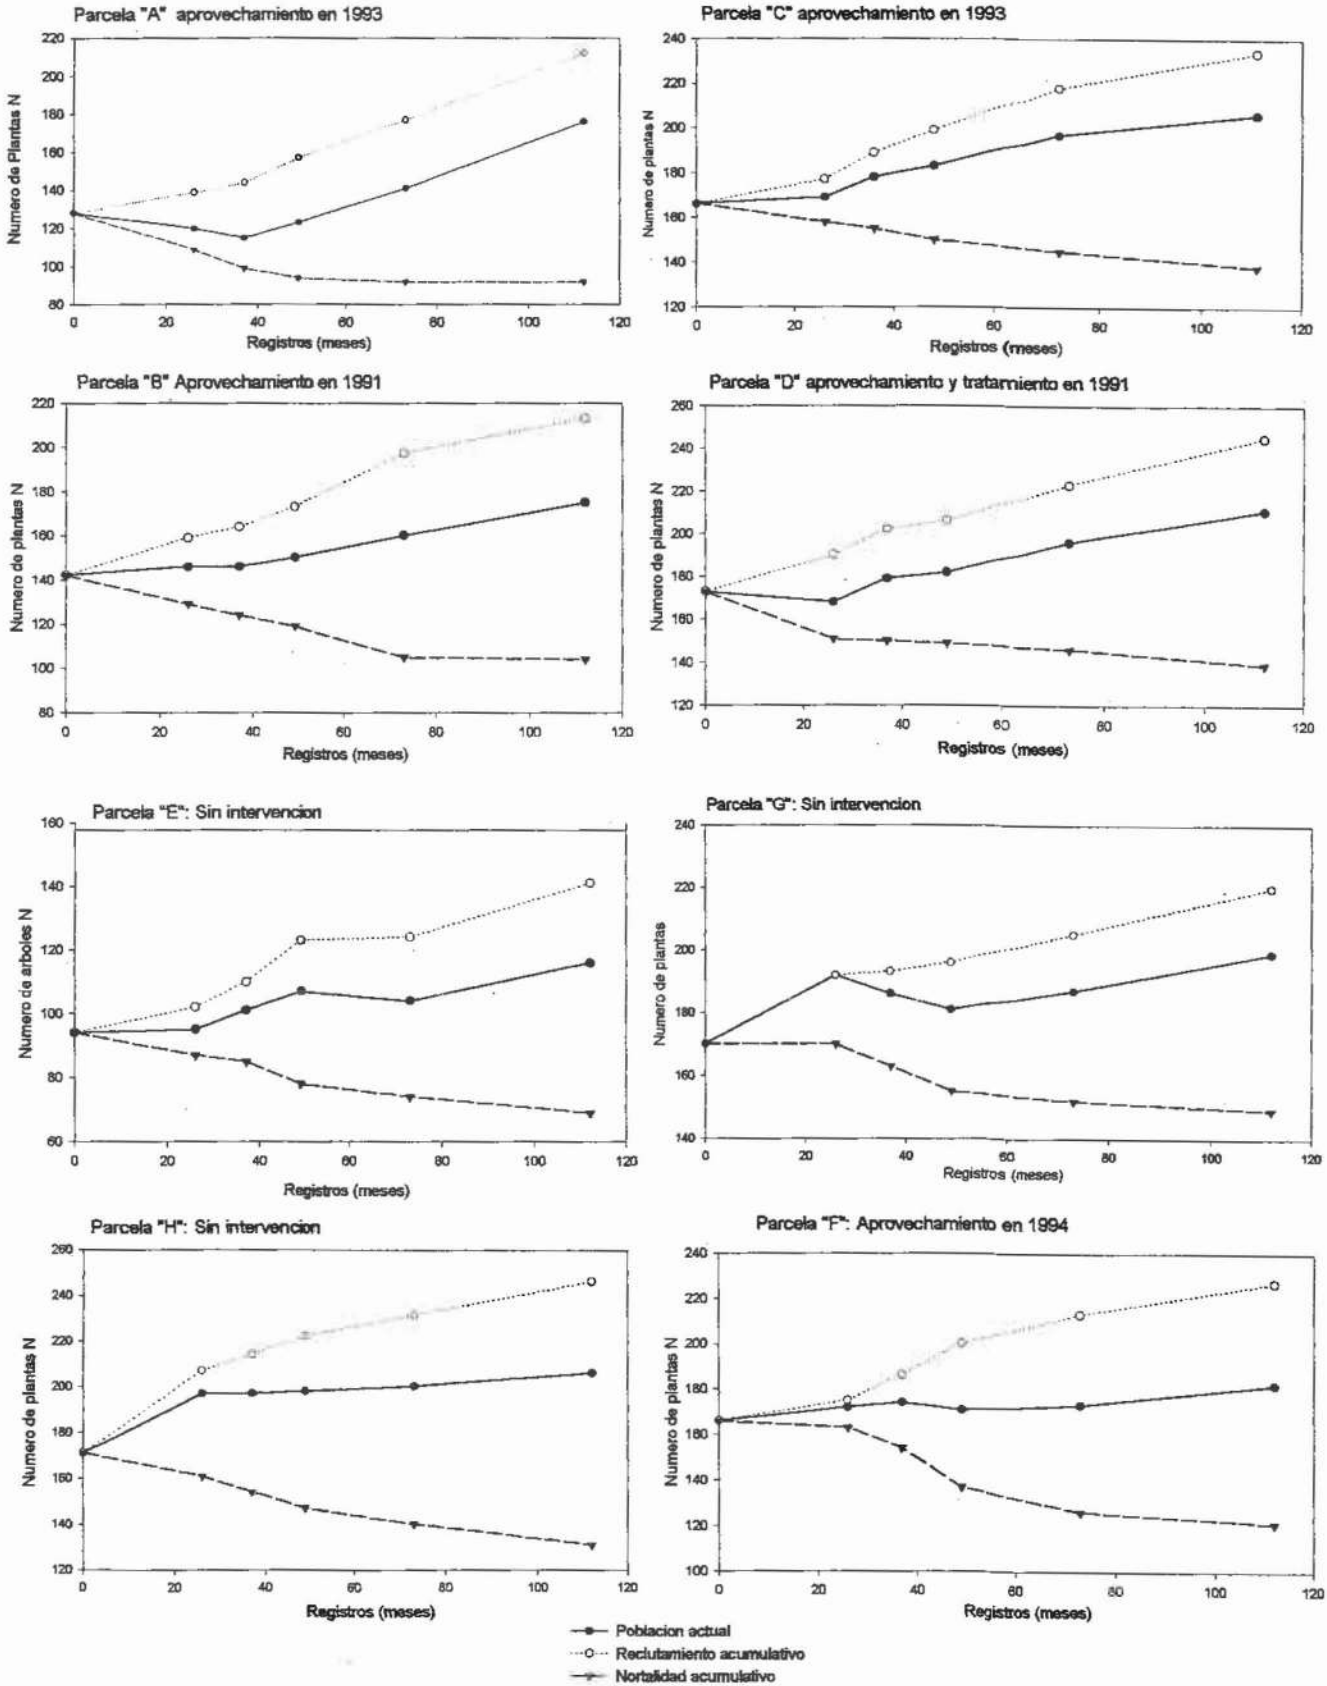 Parcela "A" aprovechamiento en 1993
Numero de Plantas N
220
200
180
160
140
120
100
80
0 20 40 60 80 100 120
Registros (meses)
Parcela "C" aprovechamiento en 1993
Numero de plantas N
240
220
200
180
160
140
120
0 20 40 60 80 100 120
Registros (meses)
Parcela "B" Aprovechamiento en 1991
Numero de plantas N
220
200
180
160
140
120
100
80
0 20 40 60 80 100 120
Registros (meses)
Parcela "D" aprovechamiento y tratamiento en 1991
Numero de plantas N
260
240
220
200
180
160
140
120
0 20 40 60 80 100 120
Registros (meses)
Parcela "E": Sin intervencion
Numero de arboles N
160
140
120
100
80
60
0 20 40 60 80 100 120
Registros (meses)
Parcela "G": Sin intervencion
Numero de plantas
240
220
200
180
160
140
0 20 40 60 80 100 120
Registros (meses)
Parcela "H": Sin intervencion
Numero de plantas N
260
240
220
200
180
160
140
120
0 20 40 60 80 100 120
Registros (meses)
Parcela "F": Aprovechamiento en 1994
Numero de plantas N
240
220
200
180
160
140
120
100
0 20 40 60 80 100 120
Registros (meses)
Poblacion actual
Reclutamiento acumulativo
Nortalidad acumulativo